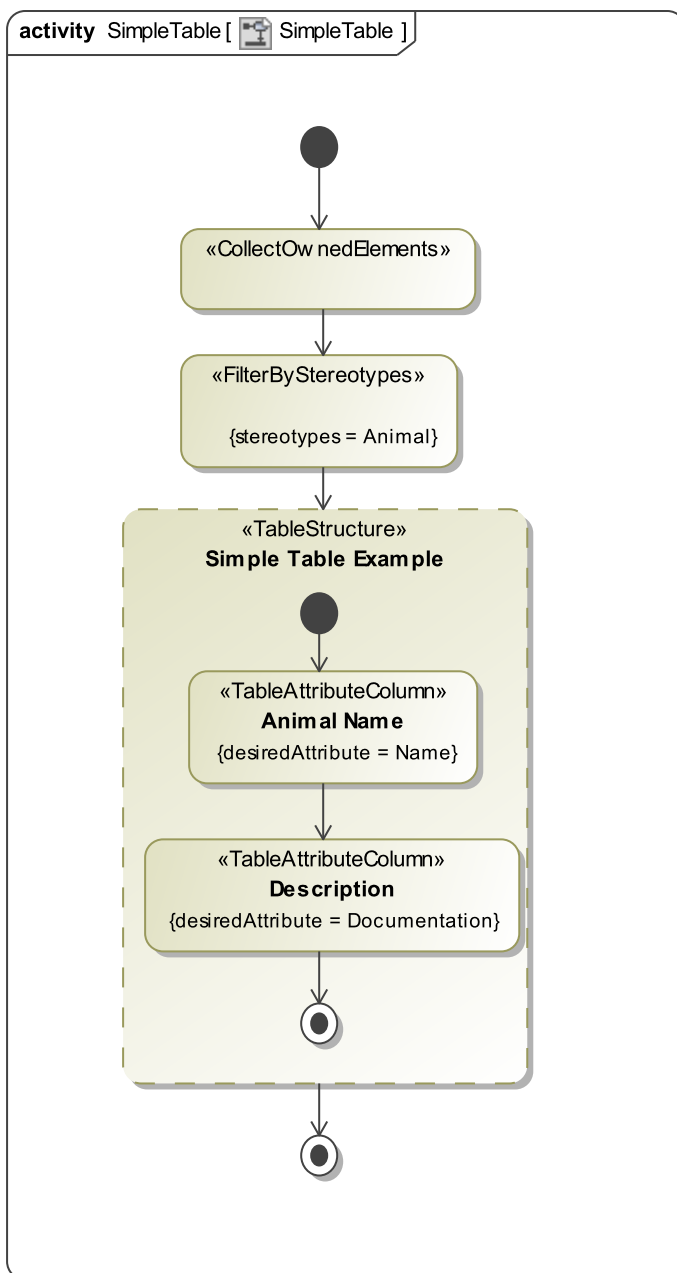 activity SimpleTable [ SimpleTable ]
«CollectOwnedElements»
«FilterByStereotypes»
{stereotypes = Animal}
«TableStructure»
Simple Table Example
«TableAttributeColumn»
Animal Name
{desiredAttribute = Name}
«TableAttributeColumn»
Description
{desiredAttribute = Documentation}